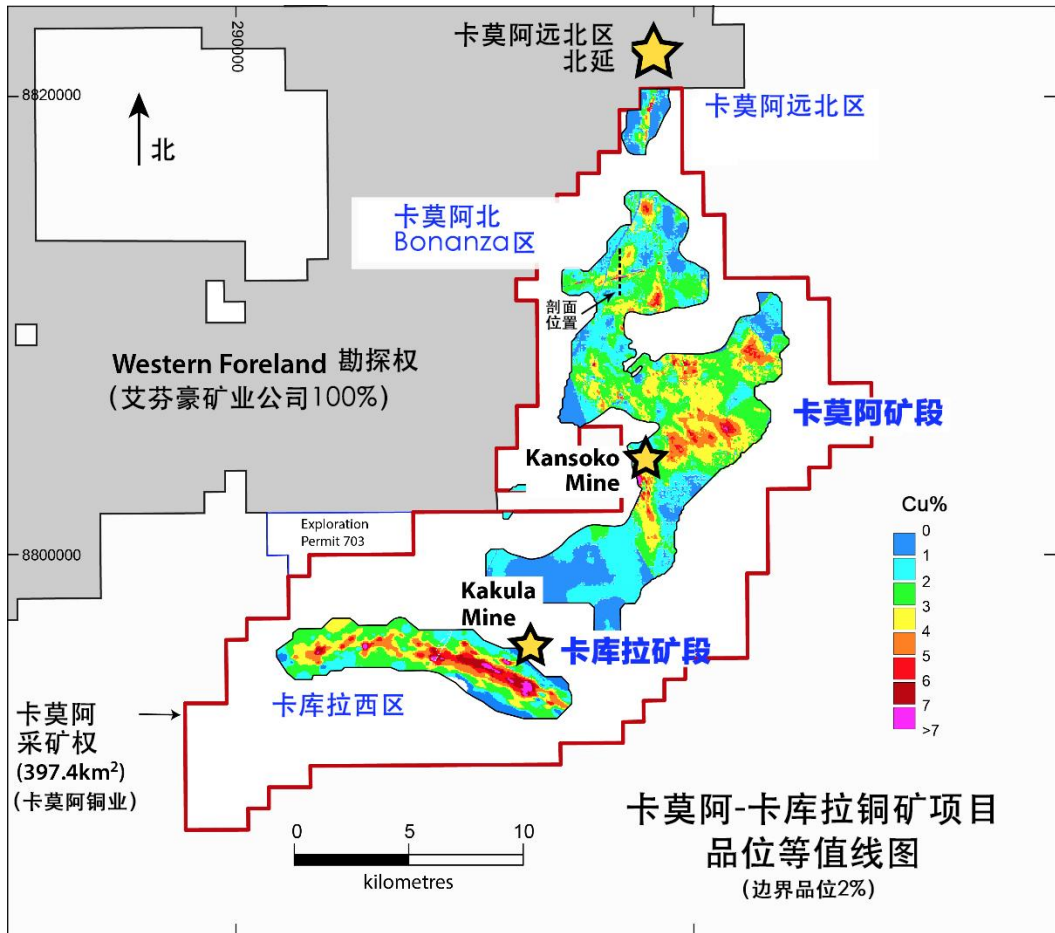 290000
8820000
8800000
北
卡莫阿远北区
北延
卡莫阿远北区
卡莫阿北
Bonanza区
剖面
位置
Western Foreland 勘探权
(艾芬豪矿业公司100%)
卡莫阿矿段
Kansoko
Mine
Exploration
Permit 703
Kakula
Mine
卡库拉矿段
卡库拉西区
卡莫阿
采矿权
(397.4km²)
(卡莫阿铜业)
Cu%
0
1
2
3
4
5
6
7
>7
0 5 10
kilometres
卡莫阿-卡库拉铜矿项目
品位等值线图
(边界品位2%)